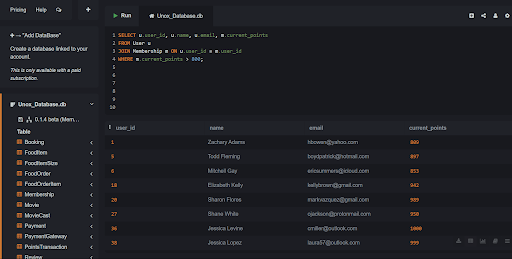 Pricing Help
Run
Unox_Database.db
"Add DataBase"
Create a database linked to your
account.
This is only available with a paid
subscription.
Unox_Database.db
0.1.4 beta (Mem...
Table
Booking
FoodItem
FoodItemSize
FoodOrder
FoodOrderItem
Membership
Movie
MovieCast
Payment
PaymentGateway
PointsTransaction
Review
1 SELECT u.user_id, u.name, u.email, m.current_points
2 FROM User u
3 JOIN Membership m ON u.user_id = m.user_id
4 WHERE m.current_points > 800;
5
6
7
8
9
10
user_id name email current_points
1 Zachery Adams hbowen@yahoo.com 889
5 Todd Fleming boydpatrick@hotmail.com 897
6 Mitchell Gay ericsummers@icloud.com 853
18 Elizabeth Kelly kellybrown@gmail.com 942
20 Sharon Flores 989
27 Shane White ojackson@protonmail.com 950
36 Jessica Levine omiller@outlook.com 1000
38 Jessica Lopez laura57@outlook.com 999